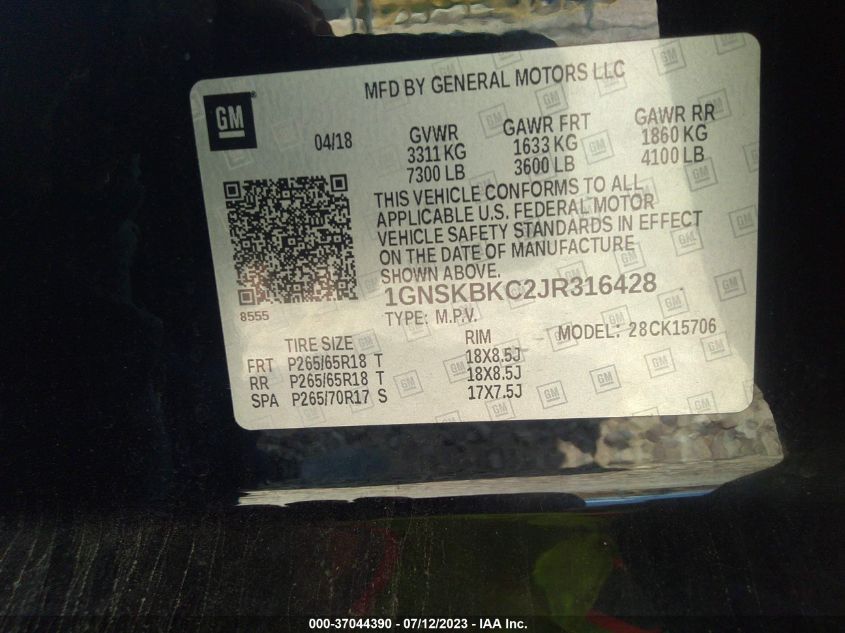 MFD BY GENERAL MOTORS LLC
GM
04/18
GVWR
3311 KG
7300 LB
GAWR FRT
1633 KG
3600 LB
GAWR RR
1860 KG
4100 LB
THIS VEHICLE CONFORMS TO ALL
APPLICABLE U.S. FEDERAL MOTOR
VEHICLE SAFETY STANDARDS IN EFFECT
ON THE DATE OF MANUFACTURE
SHOWN ABOVE.
8555
1GNSKBKC2JR316428
TYPE: M.P.V.
MODEL: 28CK15706
TIRE SIZE RIM
FRT P265/65R18 T 18X8.5J
RR P265/65R18 T 18X8.5J
SPA P265/70R17 S 17X7.5J
000-37044390 - 07/12/2023 - IAA Inc.